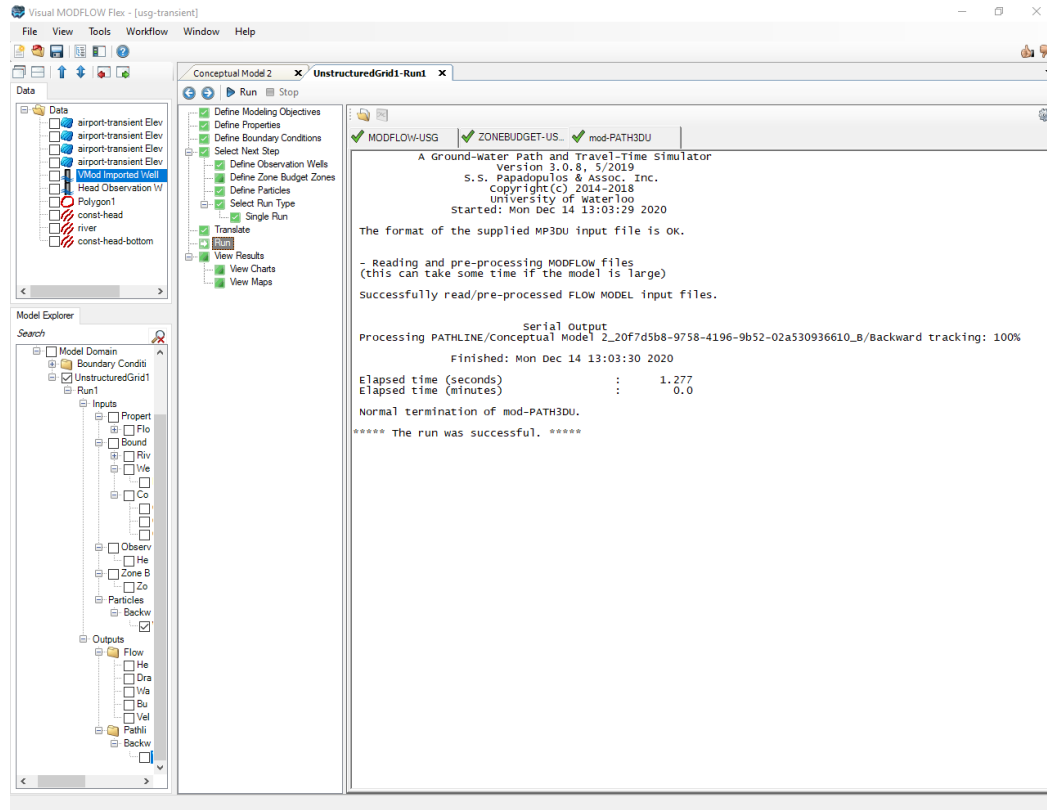 Visual MODFLOW Flex - [usg-transient]
File View Tools Workflow Window Help
Data
Data
airport-transient Elev
airport-transient Elev
airport-transient Elev
airport-transient Elev
VMod Imported Well
Head Observation W
Polygon1
const-head
river
const-head-bottom
Model Explorer
Search
Model Domain
Boundary Conditi
UnstructuredGrid1
Run1
Inputs
Propert
Flo
Bound
Riv
We
Co
Observ
He
Zone B
Zo
Particles
Backw
Outputs
Flow
He
Dra
Wa
Bu
Vel
Pathli
Backw
Conceptual Model 2 X UnstructuredGrid1-Run1 X
Run Stop
Define Modeling Objectives
Define Properties
Define Boundary Conditions
Select Next Step
Define Observation Wells
Define Zone Budget Zones
Define Particles
Select Run Type
Single Run
Translate
Run
View Results
View Charts
View Maps
MODFLOW-USG ZONEBUDGET-US... mod-PATH3DU
A Ground-Water Path and Travel-Time Simulator
Version 3.0.8, 5/2019
S.S. Papadopulos & Assoc. Inc.
Copyright(c) 2014-2018
University of Waterloo
Started: Mon Dec 14 13:03:29 2020
The format of the supplied MP3DU input file is OK.
- Reading and pre-processing MODFLOW files
(this can take some time if the model is large)
Successfully read/pre-processed FLOW MODEL input files.
Serial Output
Processing PATHLINE/Conceptual Model 2_20f7d5b8-9758-4196-9b52-02a530936610_B/Backward tracking: 100%
Finished: Mon Dec 14 13:03:30 2020
Elapsed time (seconds) : 1.277
Elapsed time (minutes) : 0.0
Normal termination of mod-PATH3DU.
***** The run was successful. *****